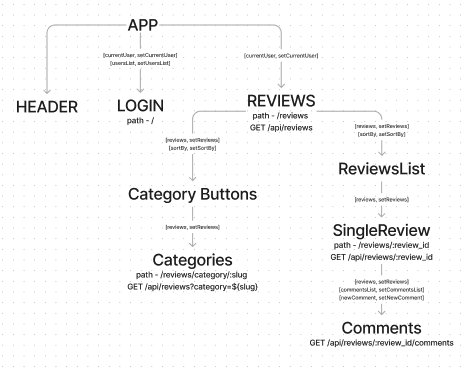 APP
[currentUser, setCurrentUser]
[usersList, setUsersList]
[currentUser, setCurrentUser]
HEADER
LOGIN
path - /
REVIEWS
path - /reviews
GET /api/reviews
[reviews, setReviews]
[sortBy, setSortBy]
[reviews, setReviews]
[sortBy, setSortBy]
Category Buttons
ReviewsList
[reviews, setReviews]
[reviews, setReviews]
Categories
path - /reviews/category/:slug
GET /api/reviews?category=${slug}
SingleReview
path - /reviews/:review_id
GET /api/reviews/:review_id
[reviews, setReviews]
[commentsList, setCommentsList]
[newComment, setNewComment]
Comments
GET /api/reviews/:review_id/comments